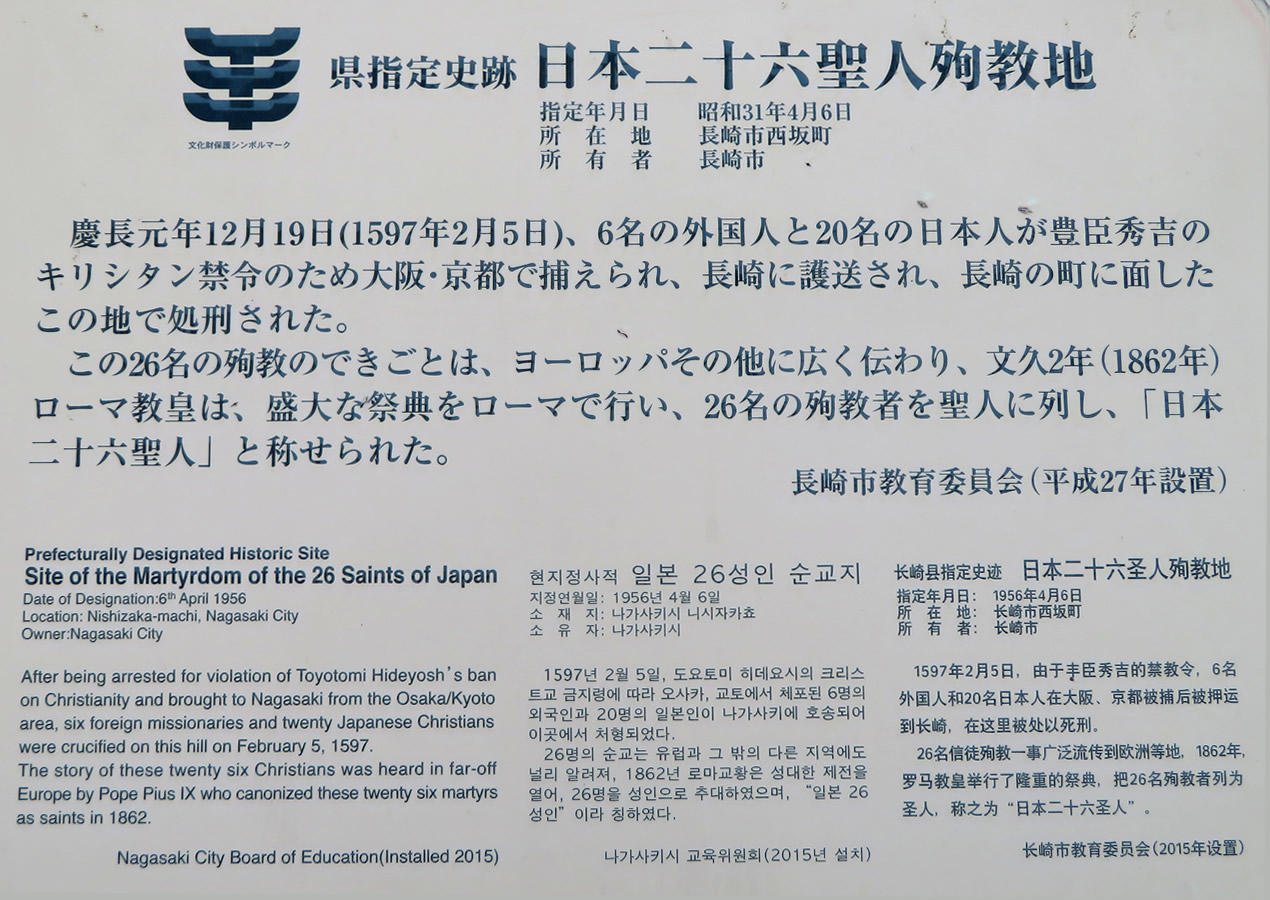 県指定史跡 日本二十六聖人殉教地
文化財保護シンボルマーク
指定年月日 昭和31年4月6日
所在地 長崎市西坂町
所有者 長崎市
慶長元年12月19日(1597年2月5日)、6名の外国人と20名の日本人が豊臣秀吉の
キリシタン禁令のため大阪･京都で捕えられ、長崎に護送され、長崎の町に面した
この地で処刑された。
この26名の殉教のできごとは、ヨーロッパその他に広く伝わり、文久2年(1862年)
ローマ教皇は、盛大な祭典をローマで行い、26名の殉教者を聖人に列し、「日本
二十六聖人」と称せられた。
長崎市教育委員会(平成27年設置)
Prefecturally Designated Historic Site
Site of the Martyrdom of the 26 Saints of Japan
Date of Designation:6th April 1956
Location: Nishizaka-machi, Nagasaki City
Owner:Nagasaki City
After being arrested for violation of Toyotomi Hideyosh's ban
on Christianity and brought to Nagasaki from the Osaka/Kyoto
area, six foreign missionaries and twenty Japanese Christians
were crucified on this hill on February 5, 1597.
The story of these twenty six Christians was heard in far-off
Europe by Pope Pius IX who canonized these twenty six martyrs
as saints in 1862.
Nagasaki City Board of Education(Installed 2015)
현지정사적 일본 26성인 순교지
지정연월일: 1956년 4월 6일
소 재 지: 나가사키시 니시자카쵸
소 유 자: 나가사키시
1597년 2월 5일, 도요토미 히데요시의 크리스
트교 금지령에 따라 오사카, 교토에서 체포된 6명의
외국인과 20명의 일본인이 나가사키에 호송되어
이곳에서 처형되었다.
26명의 순교는 유럽과 그 밖의 다른 지역에도
널리 알려져, 1862년 로마교황은 성대한 제전을
열어, 26명을 성인으로 추대하였으며, “일본 26
성인”이라 칭하였다.
나가사키시 교육위원회(2015년 설치)
长崎县指定史迹 日本二十六圣人殉教地
指定年月日: 1956年4月6日
所在地: 长崎市西坂町
所有者: 长崎市
1597年2月5日，由于丰臣秀吉的禁教令，6名
外国人和20名日本人在大阪、京都被捕后被押运
到长崎，在这里被处以死刑。
26名信徒殉教一事广泛流传到欧洲等地，1862年，
罗马教皇举行了隆重的祭典，把26名殉教者列为
圣人，称之为“日本二十六圣人”。
长崎市教育委员会(2015年设置)